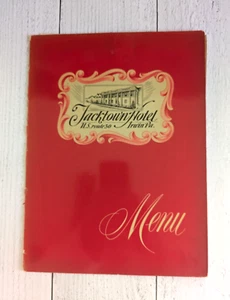 Jacktown Hotel
U.S. route 30 Irwin Pa.
Menu